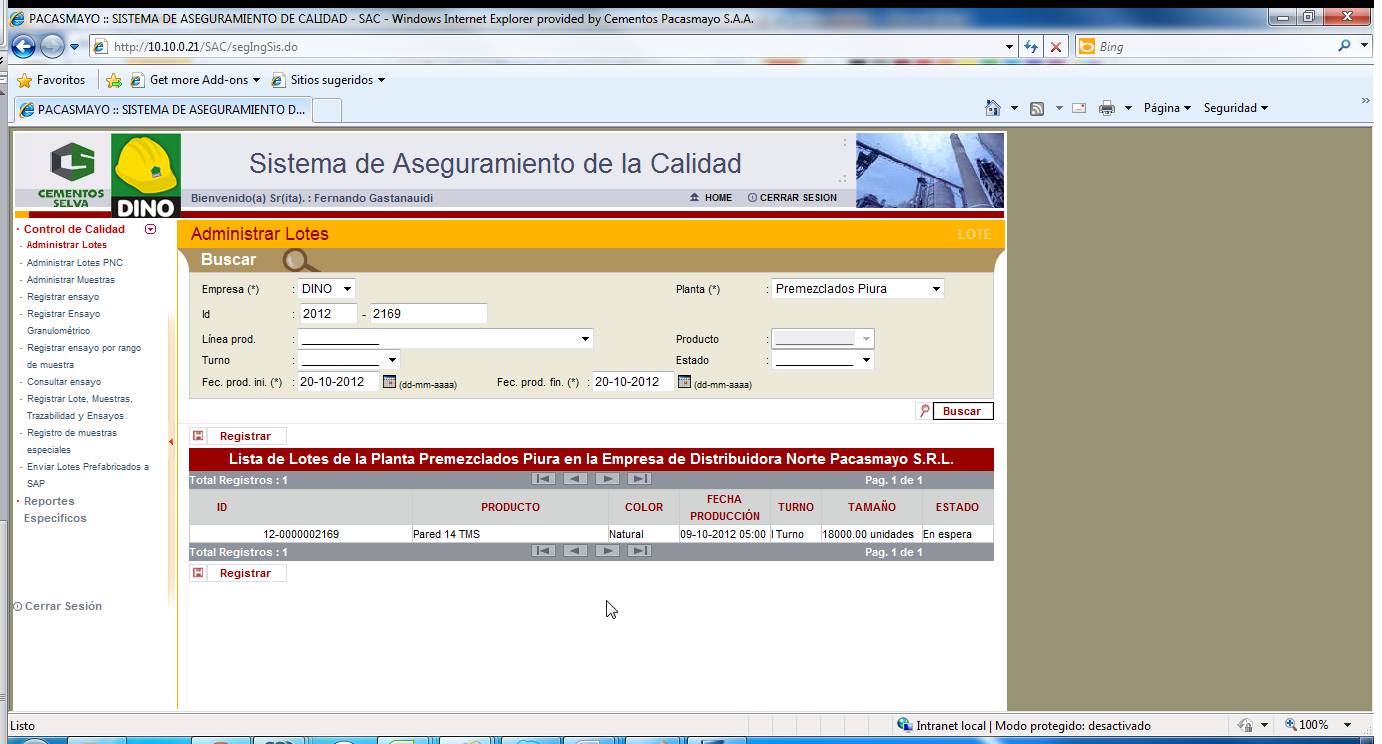 PACASMAYO :: SISTEMA DE ASEGURAMIENTO DE CALIDAD - SAC - Windows Internet Explorer provided by Cementos Pacasmayo S.A.A.
http://10.10.0.21/SAC/segIngSis.do
Bing
Favoritos Get more Add-ons Sitios sugeridos
PACASMAYO :: SISTEMA DE ASEGURAMIENTO D...
Página Seguridad
CEMENTOS
SELVA
DINO
Sistema de Aseguramiento de la Calidad
Bienvenido(a) Sr(ita). : Fernando Gastanauidi
HOME CERRAR SESION
Control de Calidad
- Administrar Lotes
- Administrar Lotes PNC
- Administrar Muestras
- Registrar ensayo
- Registrar Ensayo
Granulométrico
- Registrar ensayo por rango
de muestra
- Consultar ensayo
- Registrar Lote, Muestras,
Trazabilidad y Ensayos
- Registro de muestras
especiales
- Enviar Lotes Prefabricados a
SAP
Reportes
Específicos
Cerrar Sesión
Administrar Lotes LOTE
Buscar
Empresa (*) : DINO Planta (*) : Premezclados Piura
Id : 2012 - 2169
Línea prod. : Producto :
Turno : Estado :
Fec. prod. ini. (*) : 20-10-2012 (dd-mm-aaaa) Fec. prod. fin. (*) : 20-10-2012 (dd-mm-aaaa)
Buscar
Registrar
Lista de Lotes de la Planta Premezclados Piura en la Empresa de Distribuidora Norte Pacasmayo S.R.L.
Total Registros : 1 Pag. 1 de 1
ID PRODUCTO COLOR FECHA PRODUCCIÓN TURNO TAMAÑO ESTADO
12-0000002169 Pared 14 TMS Natural 09-10-2012 05:00 I Turno 18000.00 unidades En espera
Total Registros : 1 Pag. 1 de 1
Registrar
Listo Intranet local | Modo protegido: desactivado 100%